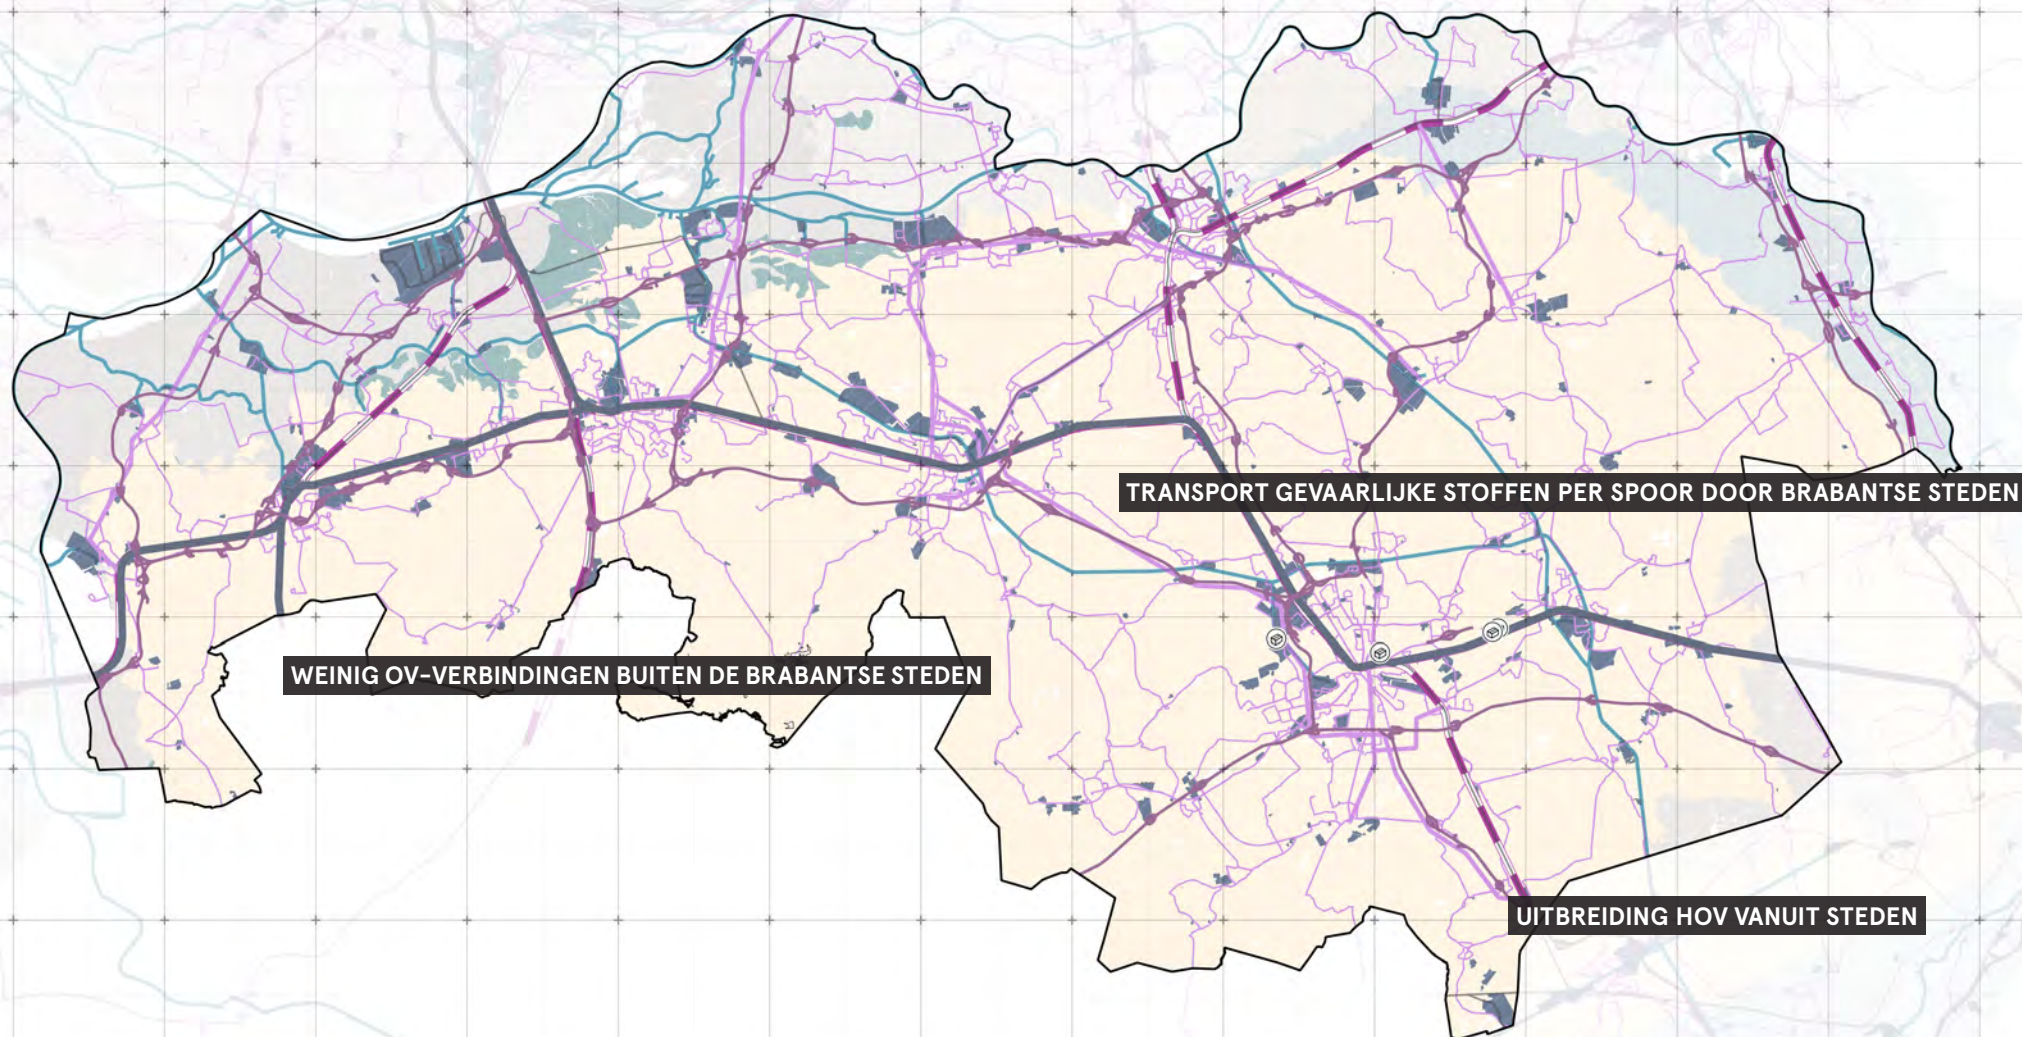 TRANSPORT GEVAARLIJKE STOFFEN PER SPOOR DOOR BRABANTSE STEDEN
WEINIG OV-VERBINDINGEN BUITEN DE BRABANTSE STEDEN
UITBREIDING HOV VANUIT STEDEN